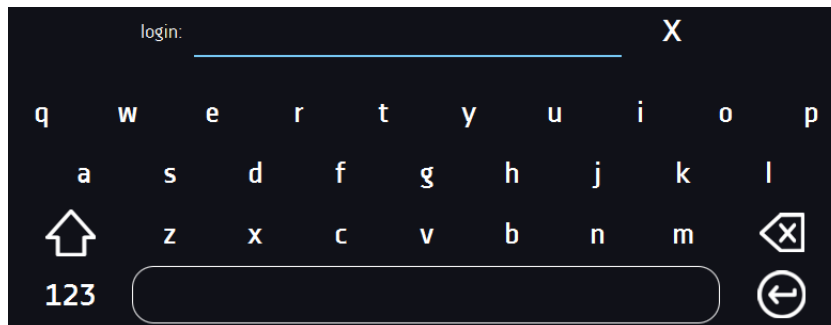 login: X
q w e r t y u i o p
a s d f g h j k l
z x c v b n m
123